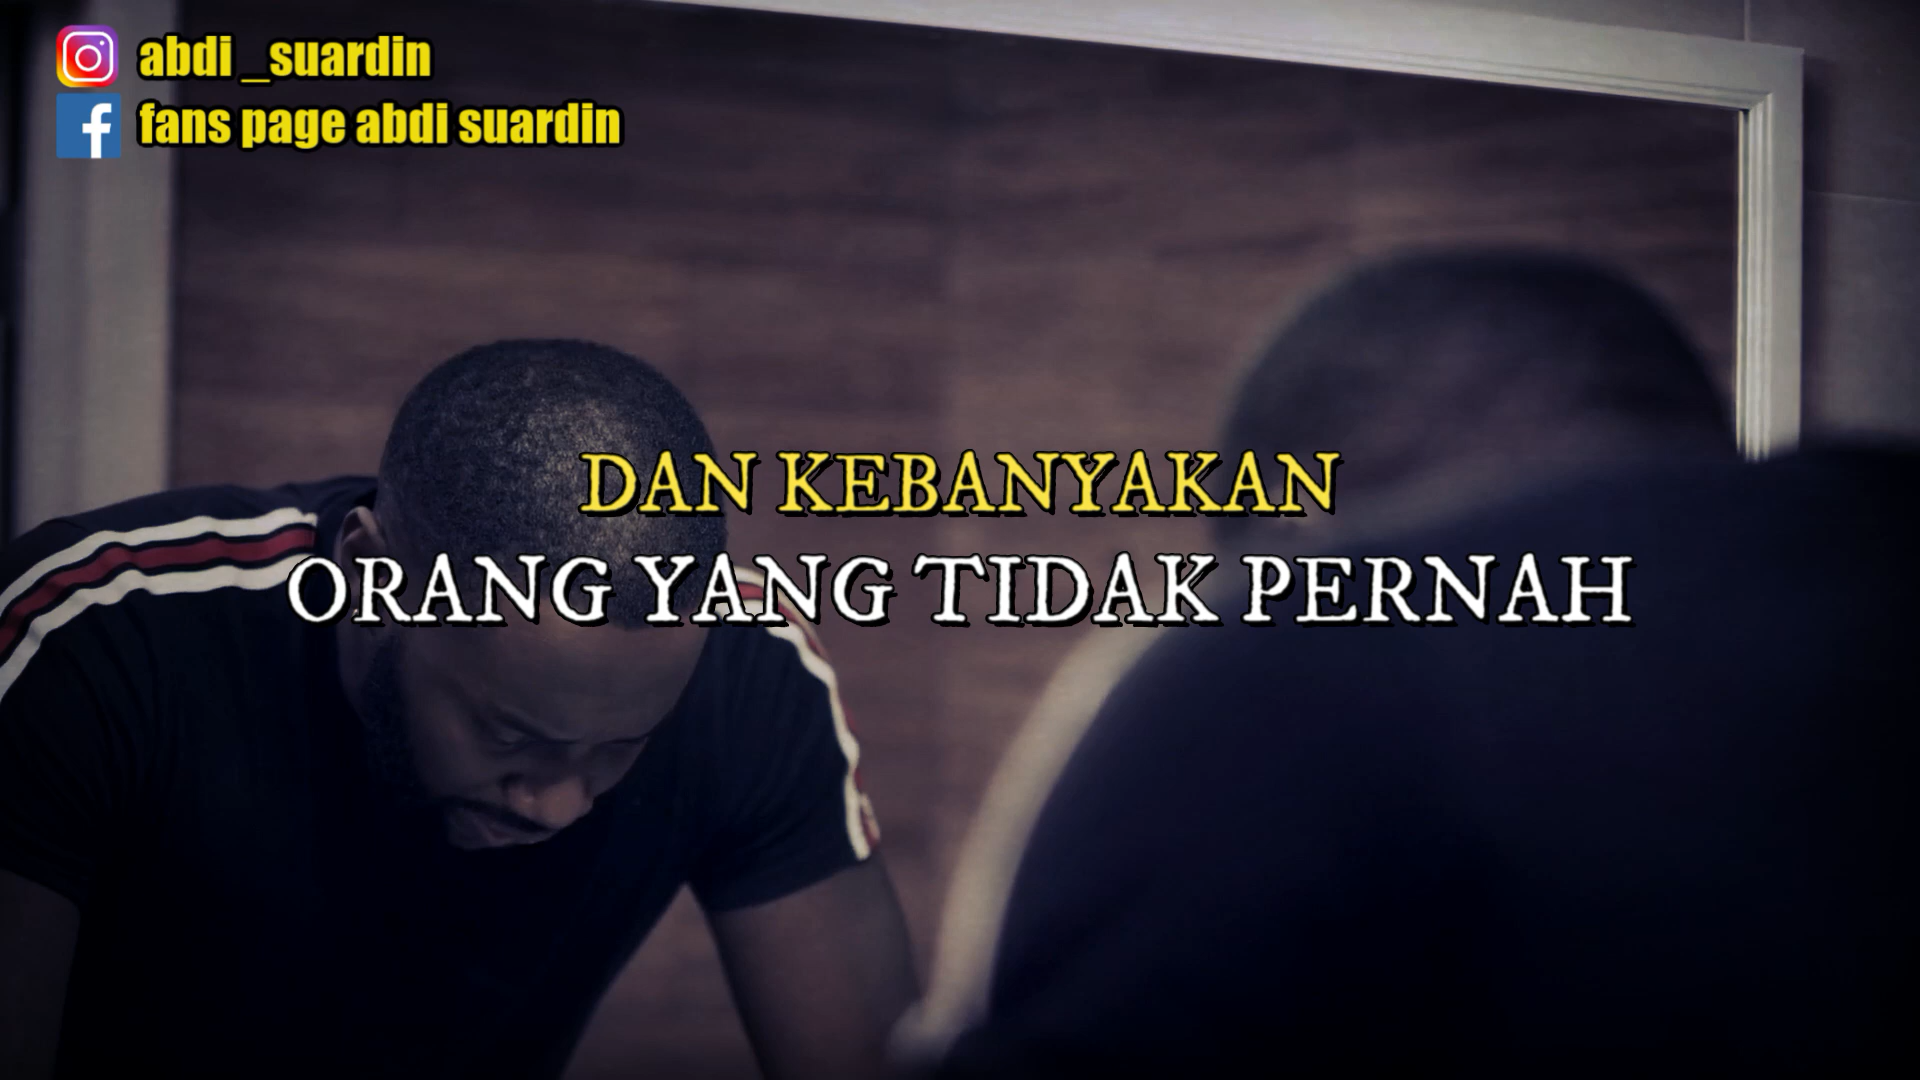 abdi _suardin
fans page abdi suardin
DAN KEBANYAKAN
ORANG YANG TIDAK PERNAH